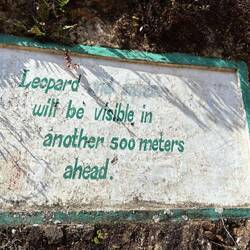 Leopard
will be visible in
another 500 meters
ahead.